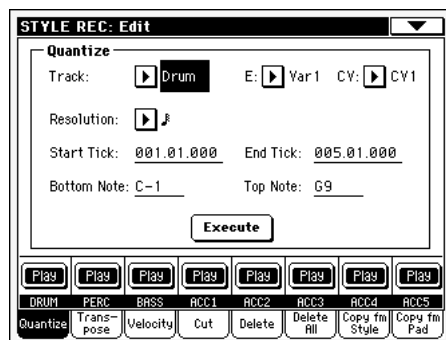 STYLE REC: Edit
Quantize
Track: Drum E: Var1 CV: CV1
Resolution:
Start Tick: 001.01.000 End Tick: 005.01.000
Bottom Note: C-1 Top Note: G9
Execute
Play Play Play Play Play Play Play Play
DRUM PERC BASS ACC1 ACC2 ACC3 ACC4 ACC5
Quantize Trans-pose Velocity Cut Delete Delete All Copy fm Style Copy fm Pad